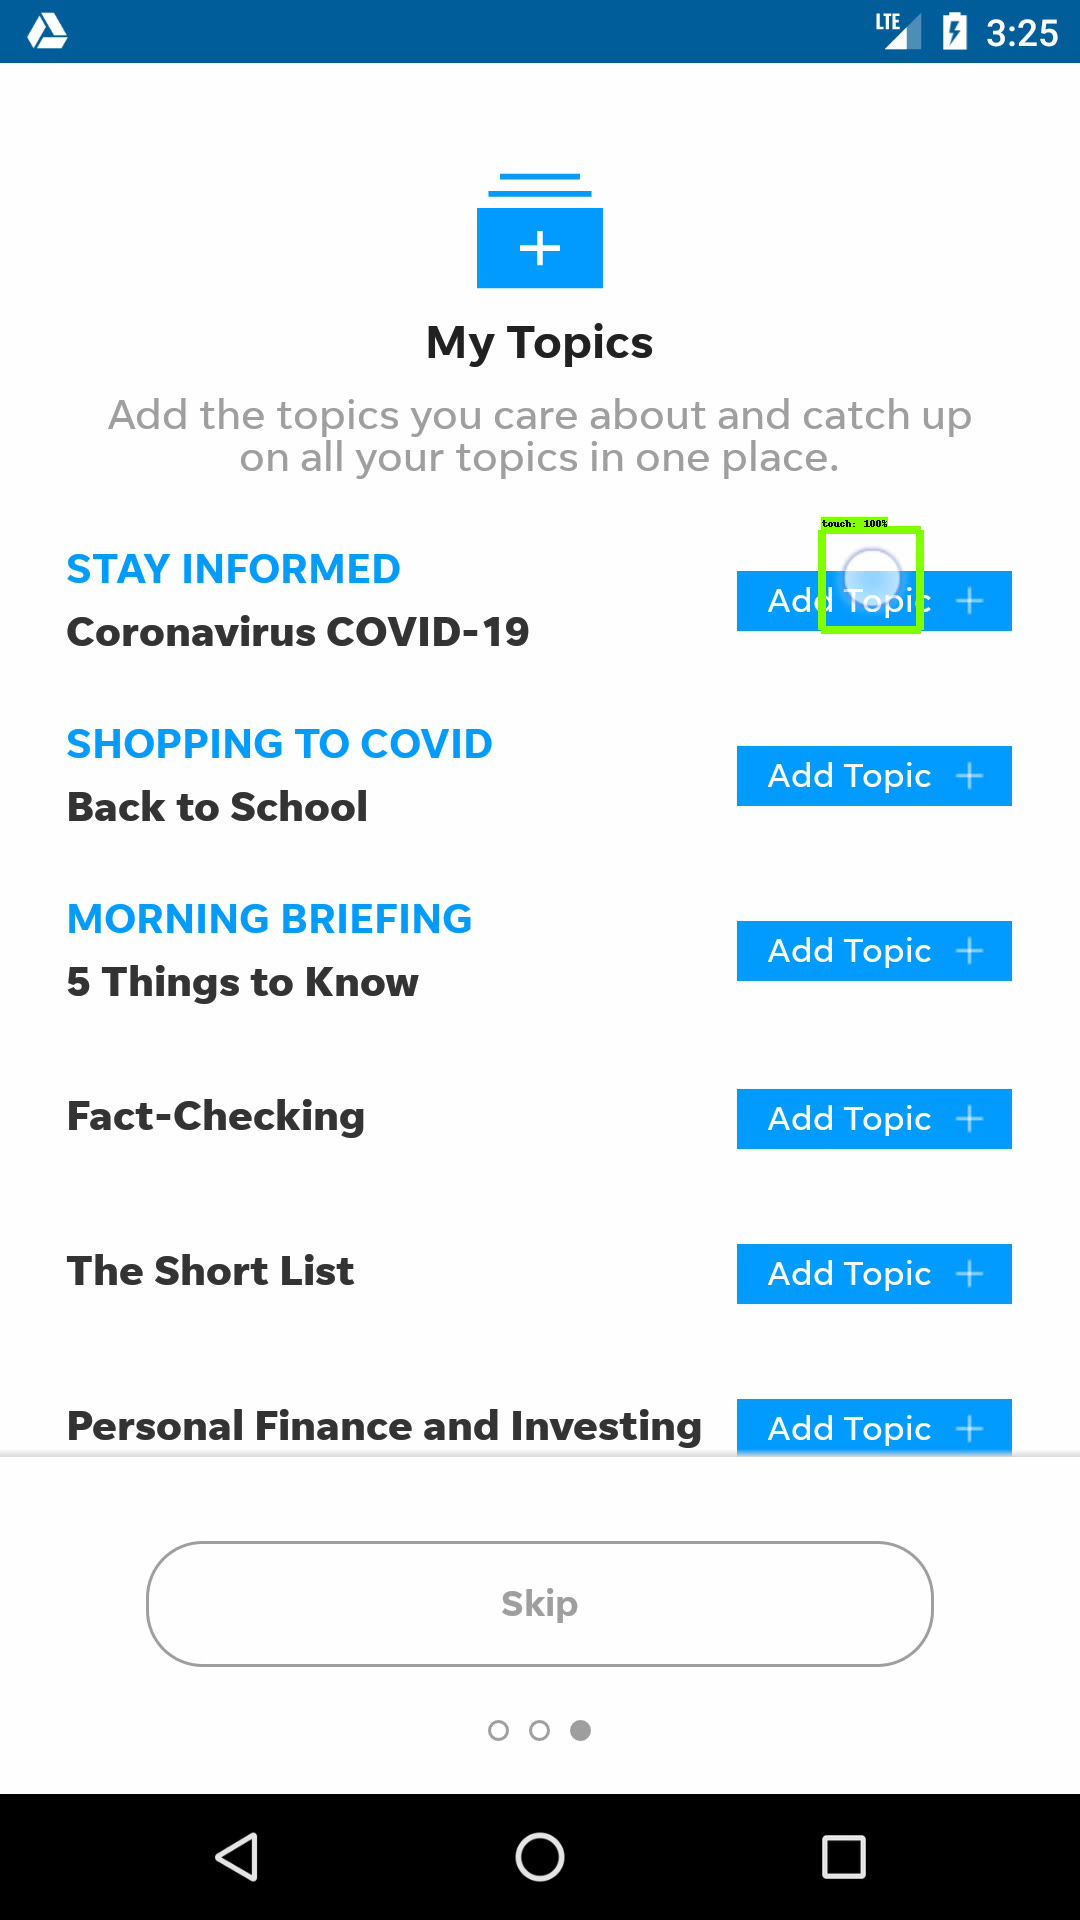 LTE 3:25
My Topics
Add the topics you care about and catch up
on all your topics in one place.
touch: 100%
STAY INFORMED
Coronavirus COVID-19
Add Topic
SHOPPING TO COVID
Back to School
Add Topic
MORNING BRIEFING
5 Things to Know
Add Topic
Fact-Checking
Add Topic
The Short List
Add Topic
Personal Finance and Investing
Add Topic
Skip